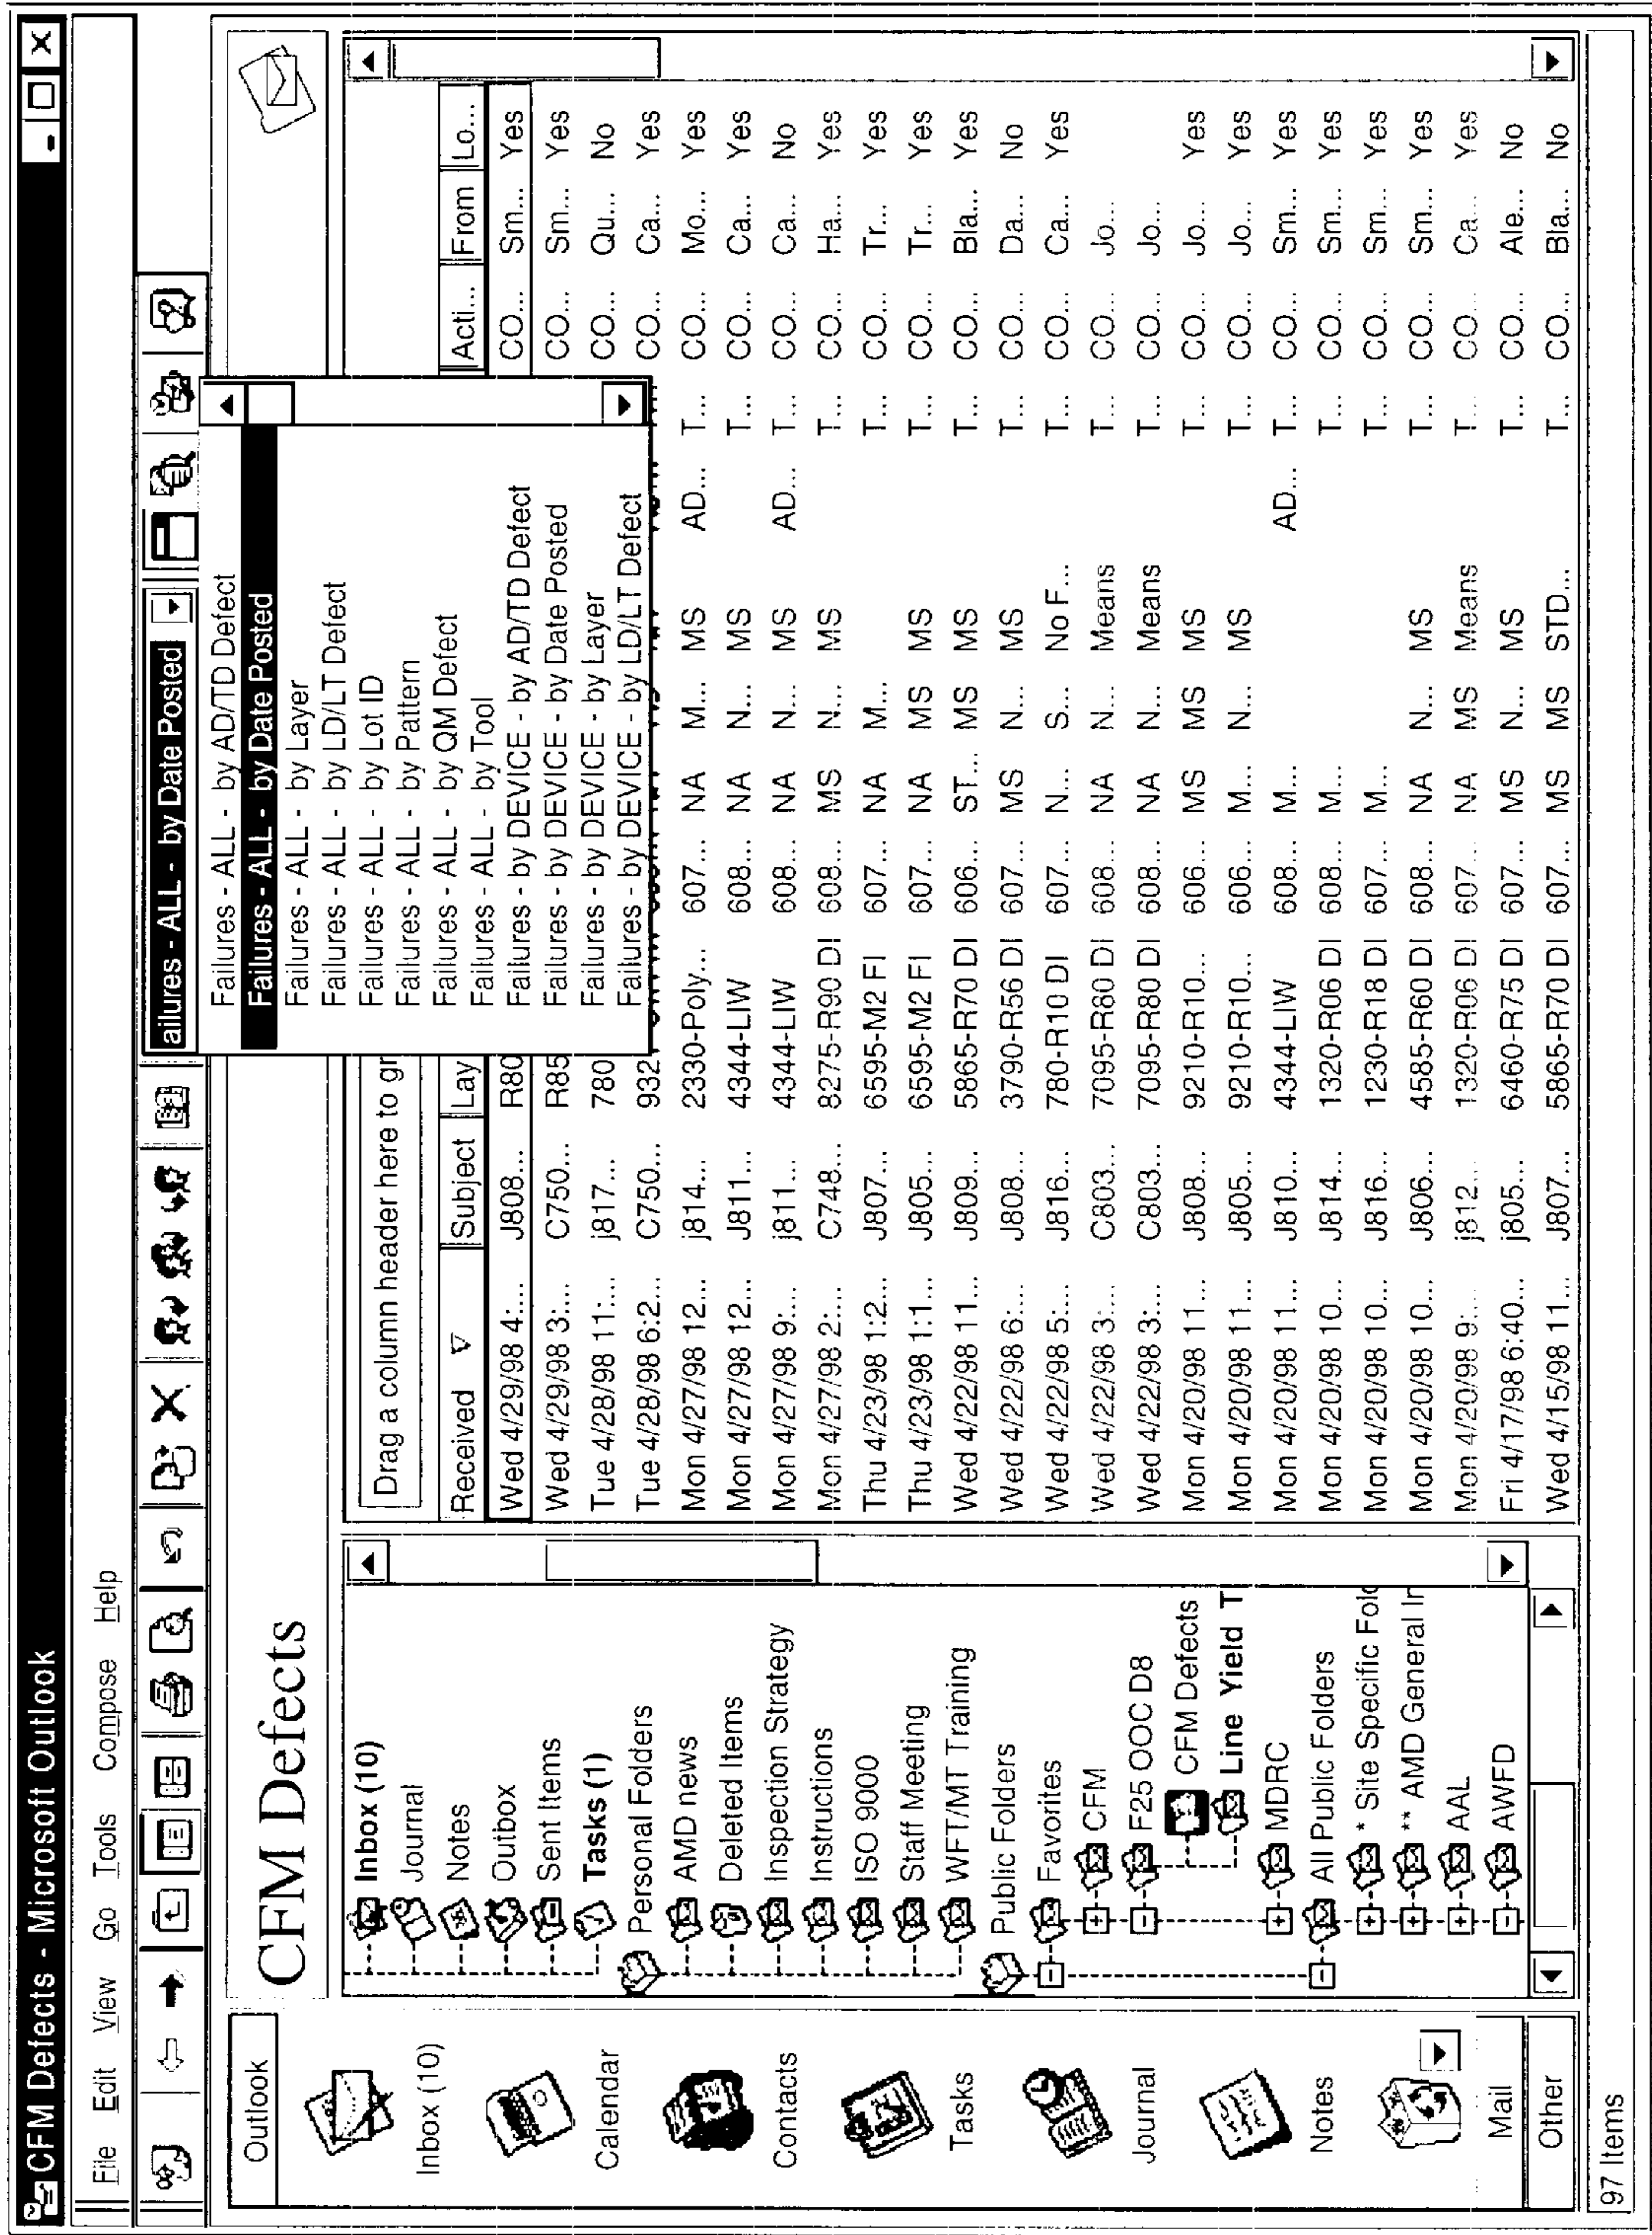 CFM Defects - Microsoft Outlook
File Edit View Go Tools Compose Help
ailures - ALL - by Date Posted
Failures - ALL - by AD/TD Defect
Failures - ALL - by Date Posted
Failures - ALL - by Layer
Failures - ALL - by LD/LT Defect
Failures - ALL - by Lot ID
Failures - ALL - by Pattern
Failures - ALL - by QM Defect
Failures - ALL - by Tool
Failures - by DEVICE - by AD/TD Defect
Failures - by DEVICE - by Date Posted
Failures - by DEVICE - by Layer
Failures - by DEVICE - by LD/LT Defect
Outlook
Inbox (10)
Calendar
Contacts
Tasks
Journal
Notes
Mail
Other
CFM Defects
Inbox (10)
Journal
Notes
Outbox
Sent Items
Tasks (1)
Personal Folders
AMD news
Deleted Items
Inspection Strategy
Instructions
ISO 9000
Staff Meeting
WFT/MT Training
Public Folders
Favorites
CFM
F25 OOC D8
CFM Defects
Line Yield T
MDRC
All Public Folders
* Site Specific Fold
** AMD General In
AAL
AWFD
Drag a column header here to gr
Received Subject Lay Acti... From Lo...
Wed 4/29/98 4:... J808... R80 CO... Sm... Yes
Wed 4/29/98 3:... C750... R85 CO... Sm... Yes
Tue 4/28/98 11:... j817... 780 CO... Qu... No
Tue 4/28/98 6:2... C750... 932 CO... Ca... Yes
Mon 4/27/98 12... j814... 2330-Poly... 607... NA M... MS AD... T... CO... Mo... Yes
Mon 4/27/98 12... J811... 4344-LIW 608... NA N... MS T... CO... Ca... Yes
Mon 4/27/98 9:... j811... 4344-LIW 608... NA N... MS AD... T... CO... Ca... No
Mon 4/27/98 2:... C748... 8275-R90 DI 608... MS N... MS T... CO... Ha... Yes
Thu 4/23/98 1:2... J807... 6595-M2 FI 607... NA M... T... CO... Tr... Yes
Thu 4/23/98 1:1... J805... 6595-M2 FI 607... NA MS MS T... CO... Tr... Yes
Wed 4/22/98 11... J809... 5865-R70 DI 606... ST... MS MS T... CO... Bla... Yes
Wed 4/22/98 6:... J808... 3790-R56 DI 607... MS N... MS T... CO... Da... No
Wed 4/22/98 5:... J816... 780-R10 DI 607... N... S... No F... T... CO... Ca... Yes
Wed 4/22/98 3:... C803... 7095-R80 DI 608... NA N... Means T... CO... Jo...
Wed 4/22/98 3:... C803... 7095-R80 DI 608... NA N... Means T... CO... Jo...
Mon 4/20/98 11... J808... 9210-R10... 606... MS MS MS T... CO... Jo... Yes
Mon 4/20/98 11... J805... 9210-R10... 606... M... N... MS T... CO... Jo... Yes
Mon 4/20/98 11... J810... 4344-LIW 608... M... AD... T... CO... Sm... Yes
Mon 4/20/98 10... J814... 1320-R06 DI 608... M... T... CO... Sm... Yes
Mon 4/20/98 10... J816... 1230-R18 DI 607... M... T... CO... Sm... Yes
Mon 4/20/98 10... J806... 4585-R60 DI 608... NA N... MS T... CO... Sm... Yes
Mon 4/20/98 9:... j812... 1320-R06 DI 607... NA MS Means T... CO... Ca... Yes
Fri 4/17/98 6:40... j805... 6460-R75 DI 607... MS N... MS T... CO... Ale... No
Wed 4/15/98 11... J807... 5865-R70 DI 607... MS MS STD... T... CO... Bla... No
97 Items